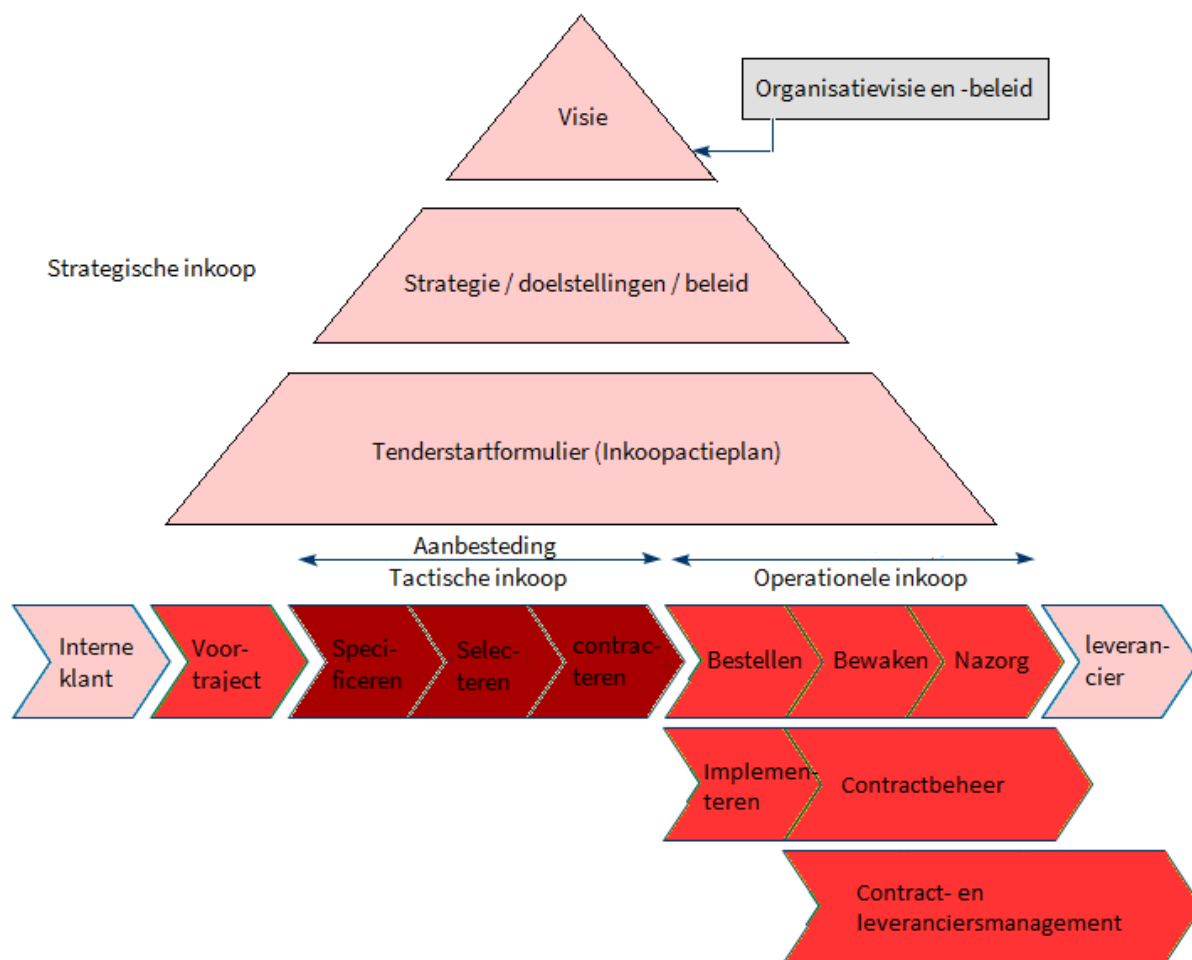 Organisatievisie en -beleid
Visie
Strategische inkoop
Strategie / doelstellingen / beleid
Tenderstartformulier (Inkoopactieplan)
Aanbesteding
Tactische inkoop
Operationele inkoop
Interne
klant
Voor-
traject
Speci-
ficeren
Selec-
teren
contrac-
teren
Bestellen
Bewaken
Nazorg
leveran-
cier
Implemen-
teren
Contractbeheer
Contract- en
leveranciersmanagement